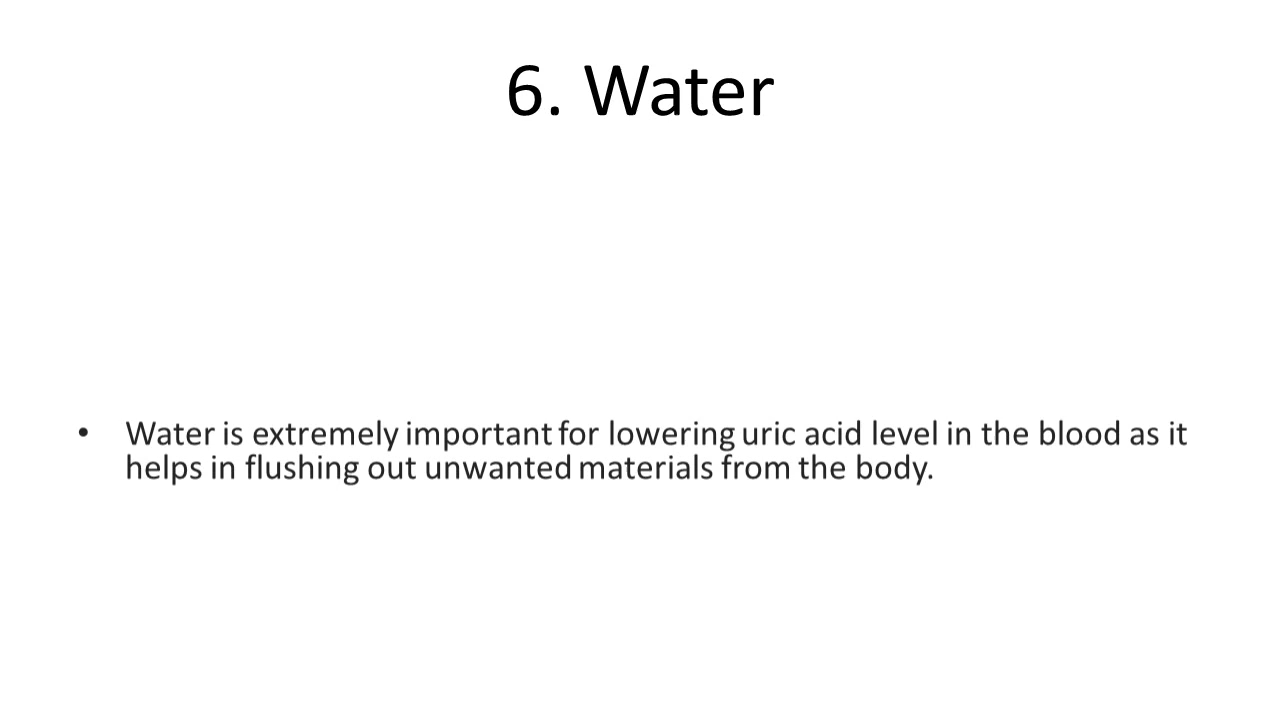 6. Water
• Water is extremely important for lowering uric acid level in the blood as it
helps in flushing out unwanted materials from the body.